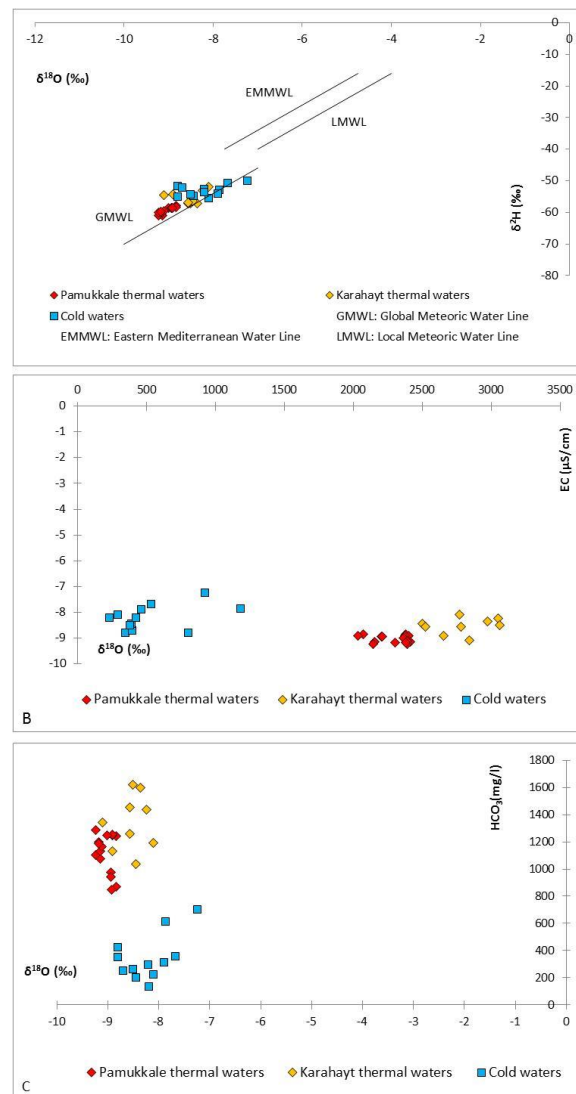 -12 -10 -8 -6 -4 -2 0
0
-10
-20
-30
-40
-50
-60
-70
-80
δ¹⁸O (‰)
EMMWL
LMWL
GMWL
δ²H (‰)
Pamukkale thermal waters Karahayt thermal waters
Cold waters GMWL: Global Meteoric Water Line
EMMWL: Eastern Mediterranean Water Line LMWL: Local Meteoric Water Line
0 500 1000 1500 2000 2500 3000 3500
0
-1
-2
-3
-4
-5
-6
-7
-8
-9
-10
EC (µS/cm)
δ¹⁸O (‰)
Pamukkale thermal waters Karahayt thermal waters Cold waters
B
1800
1600
1400
1200
1000
800
600
400
200
0
HCO₃(mg/l)
δ¹⁸O (‰)
-10 -9 -8 -7 -6 -5 -4 -3 -2 -1 0
Pamukkale thermal waters Karahayt thermal waters Cold waters
C